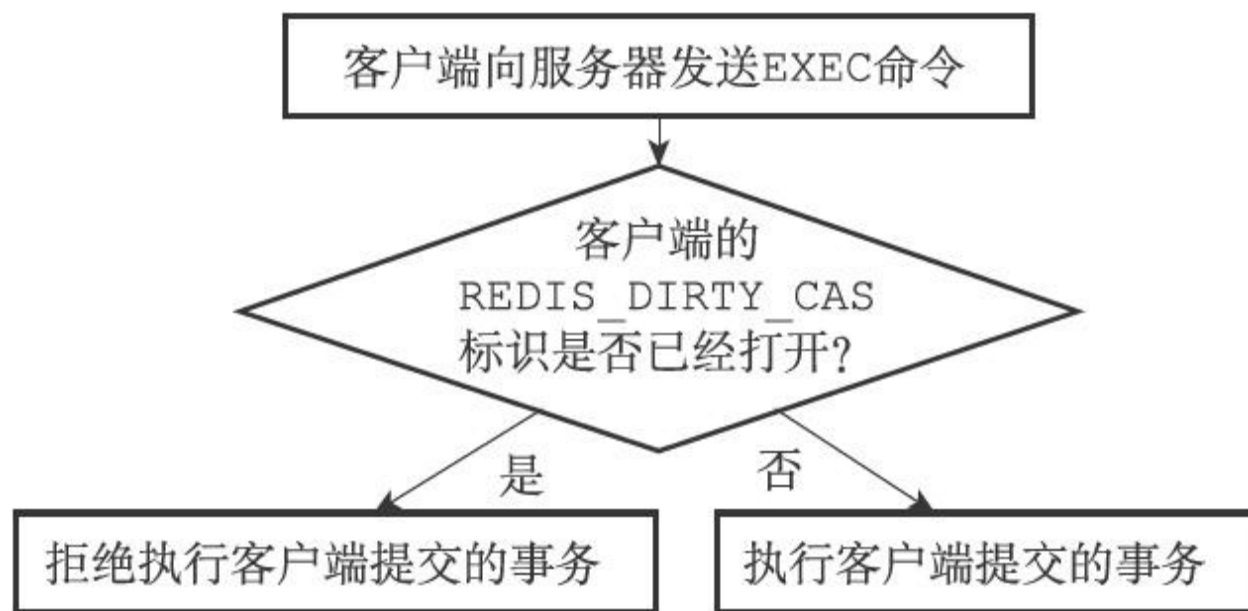 客户端向服务器发送EXEC命令
客户端的
REDIS_DIRTY_CAS
标识是否已经打开?
是
否
拒绝执行客户端提交的事务
执行客户端提交的事务